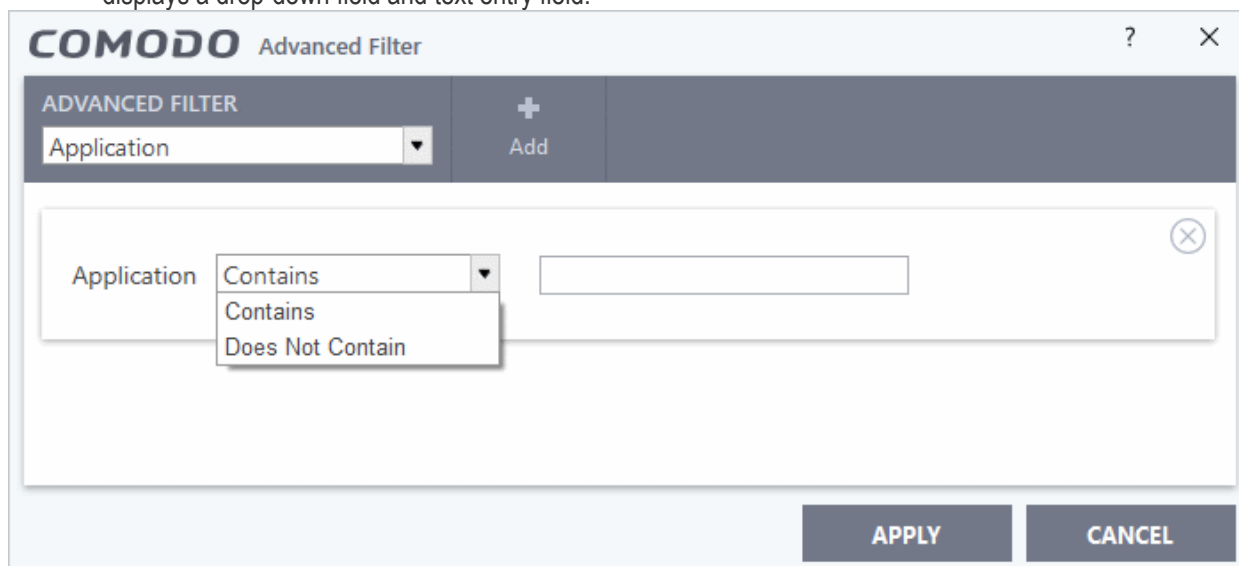 displays a drop-down field and text entry field.
COMODO Advanced Filter ?
ADVANCED FILTER
Application
Add
Application Contains
Contains
Does Not Contain
APPLY CANCEL